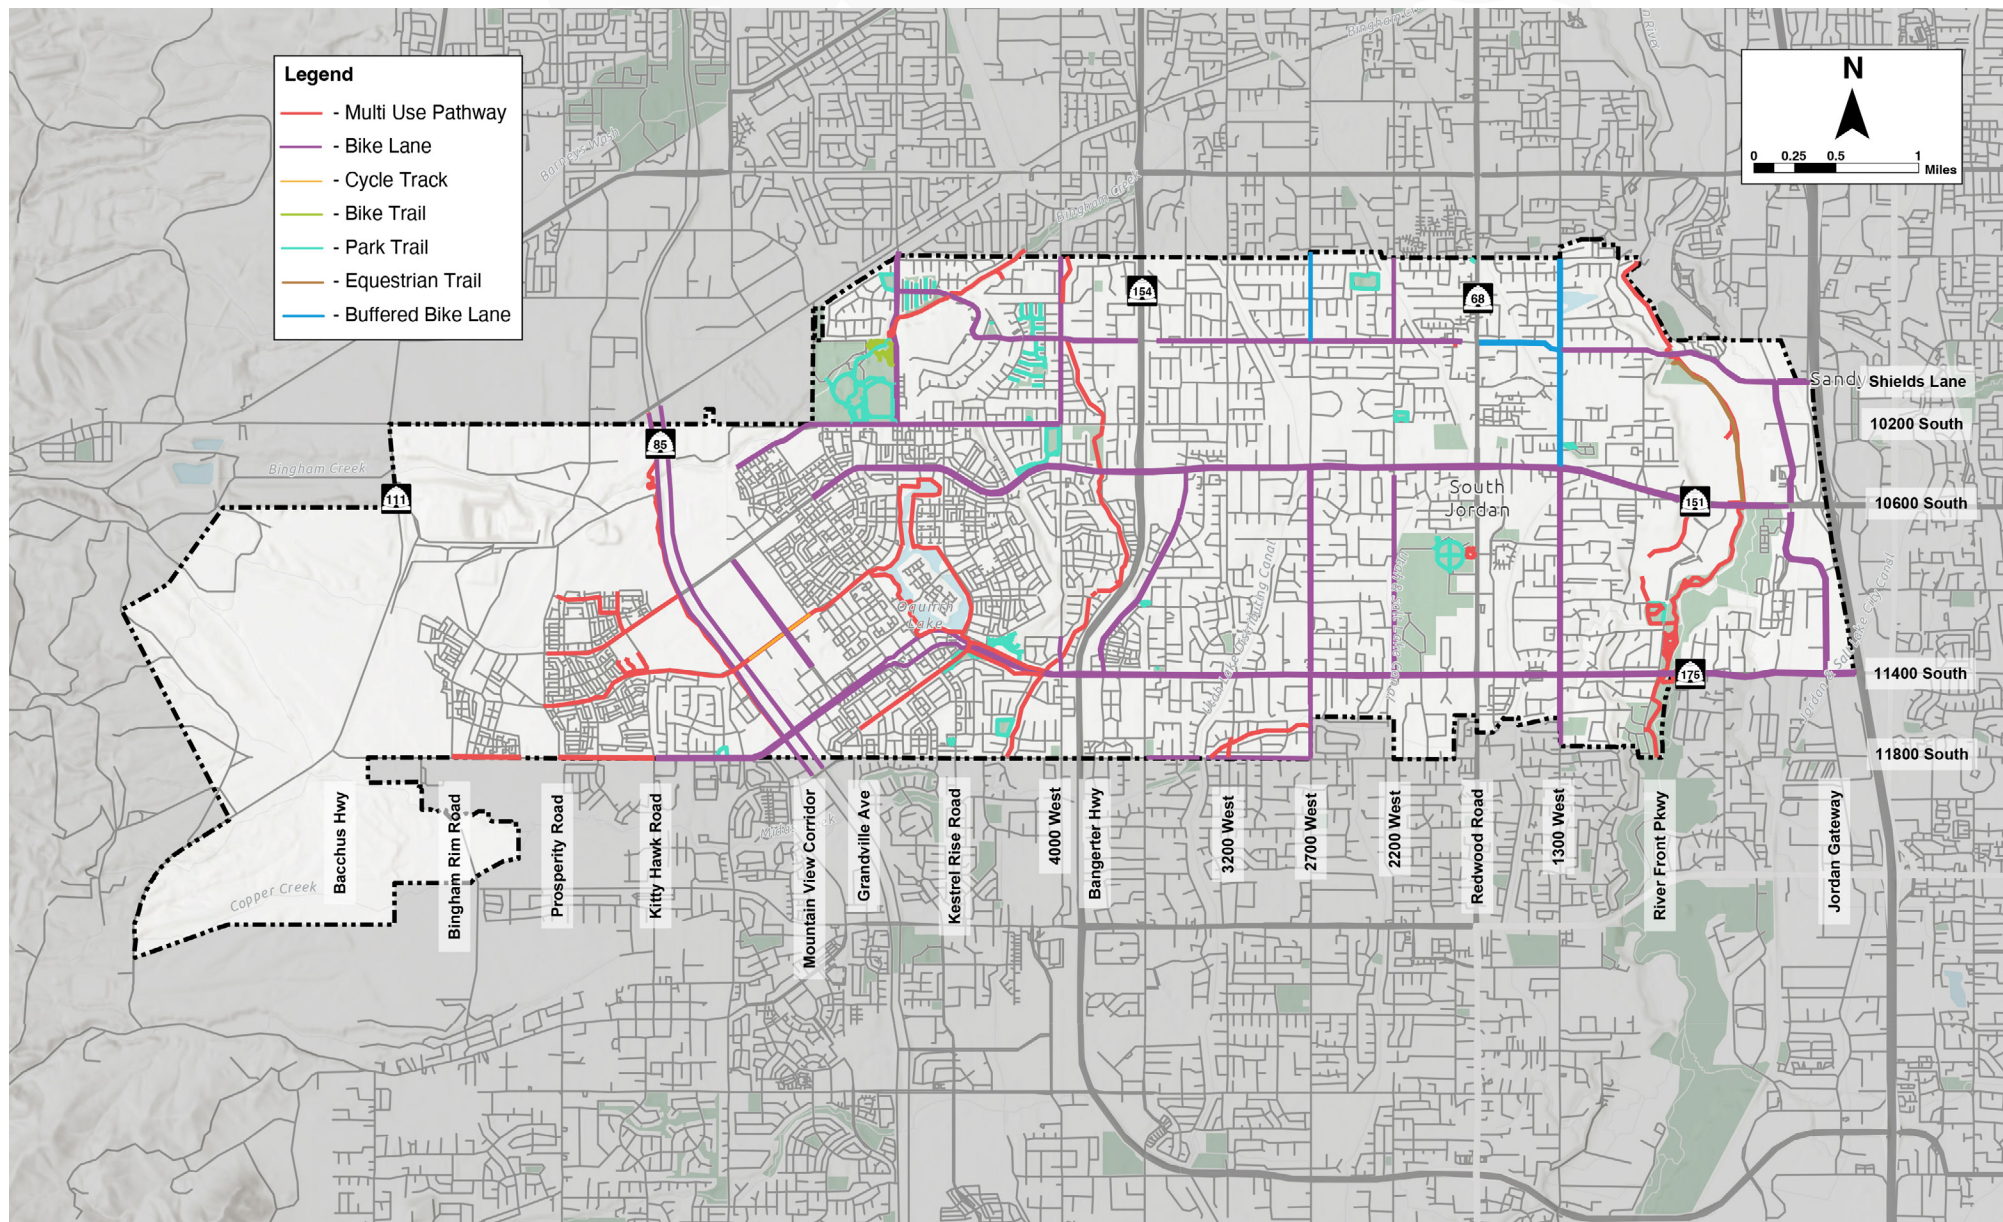 Legend
- Multi Use Pathway
- Bike Lane
- Cycle Track
- Bike Trail
- Park Trail
- Equestrian Trail
- Buffered Bike Lane
N
0 0.25 0.5 1
Miles
Barneys Wash
Bingham Creek
154
68
85
111
151
175
Bingham Creek
Sandy
South
Jordan
Oquirrh
Lake
Utah Lake Distributing Canal
Copper Creek
Shields Lane
10200 South
10600 South
11400 South
11800 South
Bacchus Hwy
Bingham Rim Road
Prosperity Road
Kitty Hawk Road
Mountain View Corridor
Grandville Ave
Kestrel Rise Road
4000 West
Bangerter Hwy
3200 West
2700 West
2200 West
Redwood Road
1300 West
River Front Pkwy
Jordan Gateway